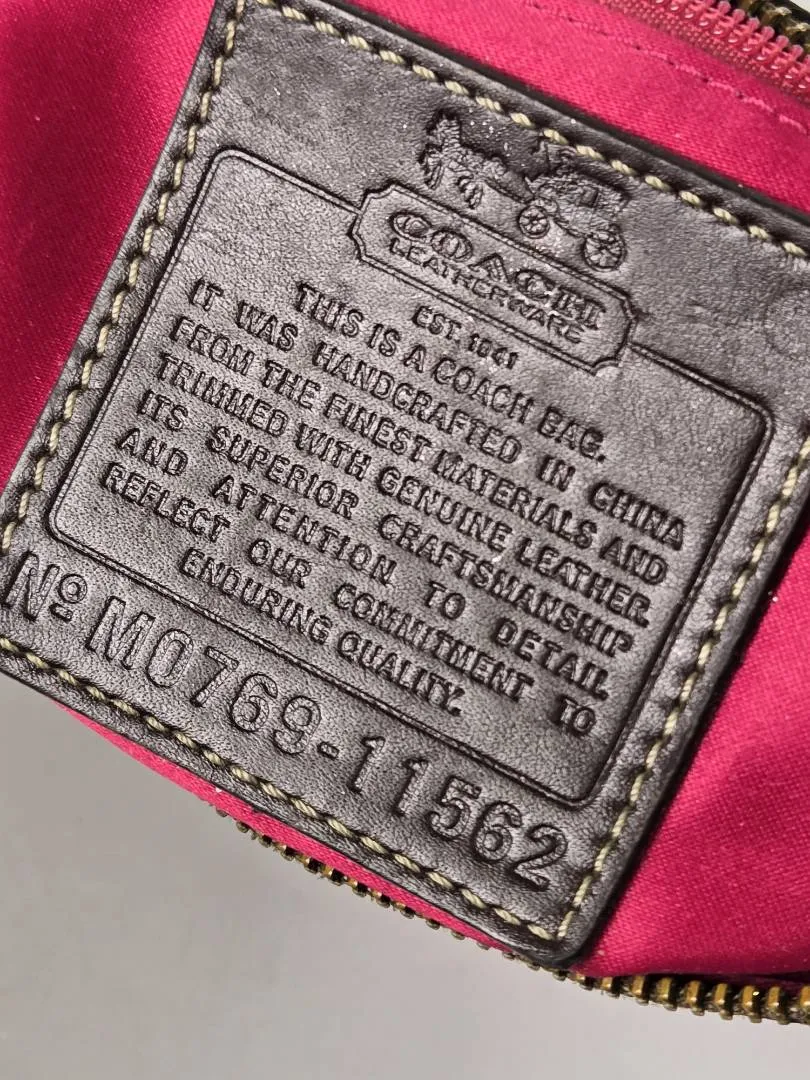 COACH
LEATHERWARE
EST. 1941
THIS IS A COACH BAG.
IT WAS HANDCRAFTED IN CHINA
FROM THE FINEST MATERIALS AND
TRIMMED WITH GENUINE LEATHER.
ITS SUPERIOR CRAFTSMANSHIP
AND ATTENTION TO DETAIL
REFLECT OUR COMMITMENT TO
ENDURING QUALITY.
Nº M0769-11562